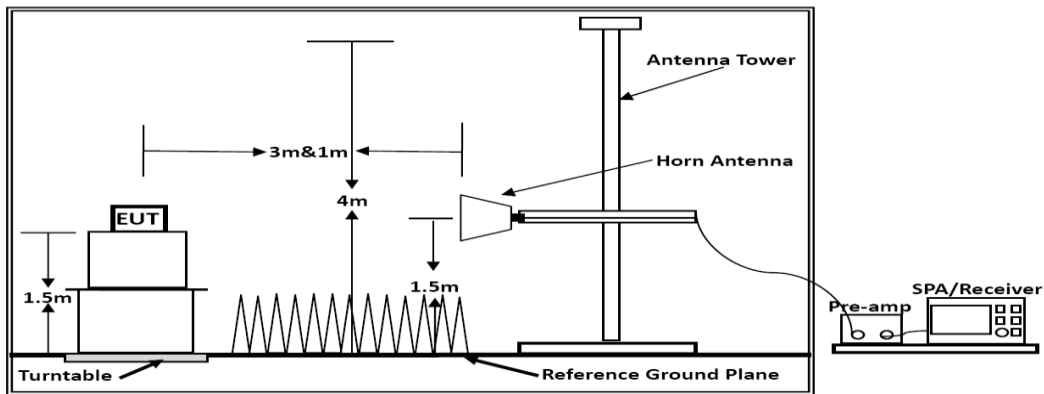 Antenna Tower
3m&1m
Horn Antenna
4m
EUT
1.5m
1.5m
SPA/Receiver
Pre-amp
Turntable
Reference Ground Plane